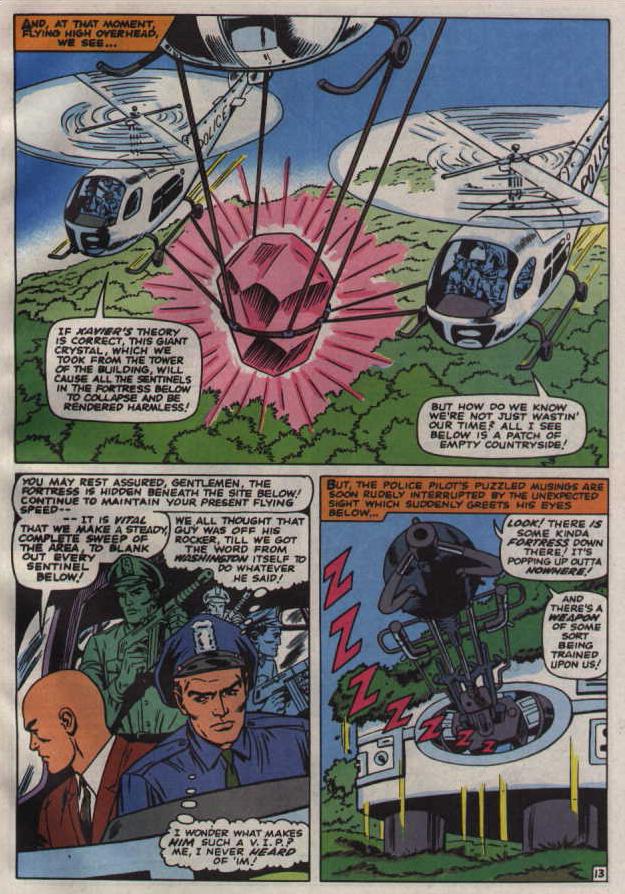 AND, AT THAT MOMENT,
FLYING HIGH OVERHEAD,
WE SEE...
POLICE
POLICE
IF XAVIER'S THEORY
IS CORRECT, THIS GIANT
CRYSTAL, WHICH WE
TOOK FROM THE TOWER
OF THE BUILDING, WILL
CAUSE ALL THE SENTINELS
IN THE FORTRESS BELOW
TO COLLAPSE AND BE
RENDERED HARMLESS!
BUT HOW DO WE KNOW
WE'RE NOT JUST WASTIN'
OUR TIME? ALL I SEE
BELOW IS A PATCH OF
EMPTY COUNTRYSIDE!
YOU MAY REST ASSURED, GENTLEMEN, THE
FORTRESS IS HIDDEN BENEATH THE SITE BELOW!
CONTINUE TO MAINTAIN YOUR PRESENT FLYING
SPEED--
-- IT IS VITAL
THAT WE MAKE A STEADY,
COMPLETE SWEEP OF
THE AREA, TO BLANK
OUT EVERY
SENTINEL
BELOW!
WE ALL THOUGHT THAT
GUY WAS OFF HIS
ROCKER, TILL WE GOT
THE WORD FROM
WASHINGTON ITSELF TO
DO WHATEVER
HE SAID!
I WONDER WHAT MAKES
HIM SUCH A V.I.P.?
ME, I NEVER HEARD
OF 'IM!
BUT, THE POLICE PILOT'S PUZZLED MUSINGS ARE
SOON RUDELY INTERRUPTED BY THE UNEXPECTED
SIGHT WHICH SUDDENLY GREETS HIS EYES
BELOW...
LOOK! THERE IS
SOME KINDA
FORTRESS DOWN
THERE! IT'S
POPPING UP OUTTA
NOWHERE!
AND
THERE'S A
WEAPON
OF SOME
SORT
BEING
TRAINED
UPON US!
Z
Z
Z
Z
Z
Z
Z
Z
13